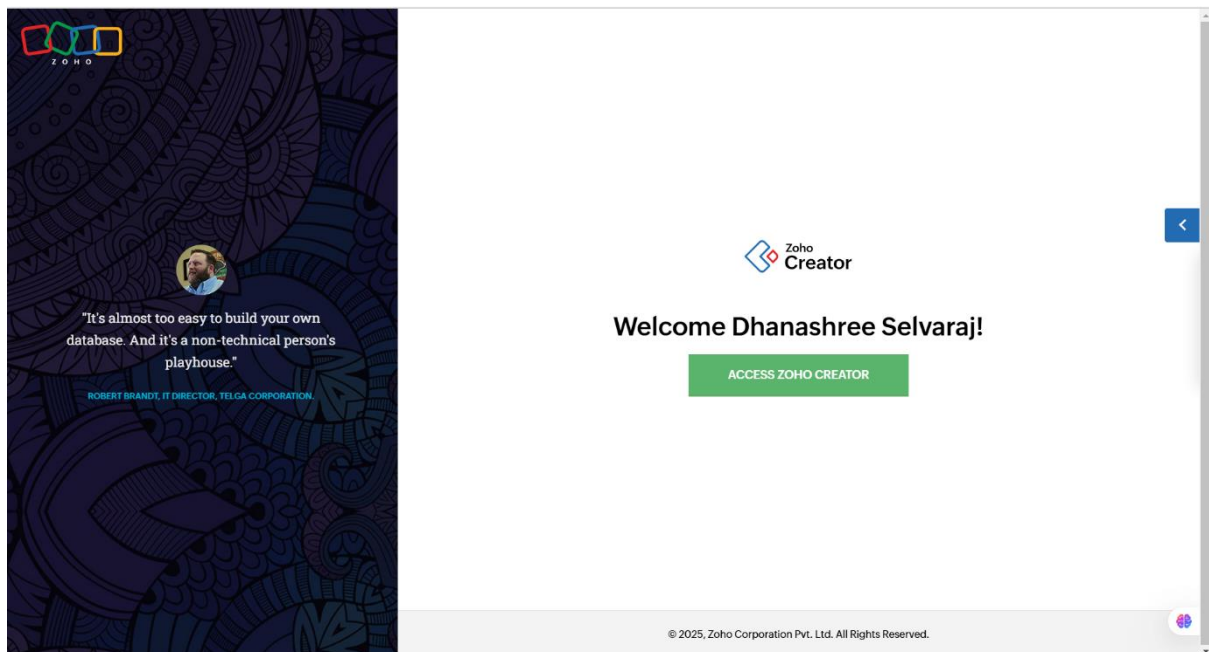 ZOHO
"It's almost too easy to build your own
database. And it's a non-technical person's
playhouse."
ROBERT BRANDT, IT DIRECTOR, TELGA CORPORATION.
Zoho
Creator
Welcome Dhanashree Selvaraj!
ACCESS ZOHO CREATOR
© 2025, Zoho Corporation Pvt. Ltd. All Rights Reserved.